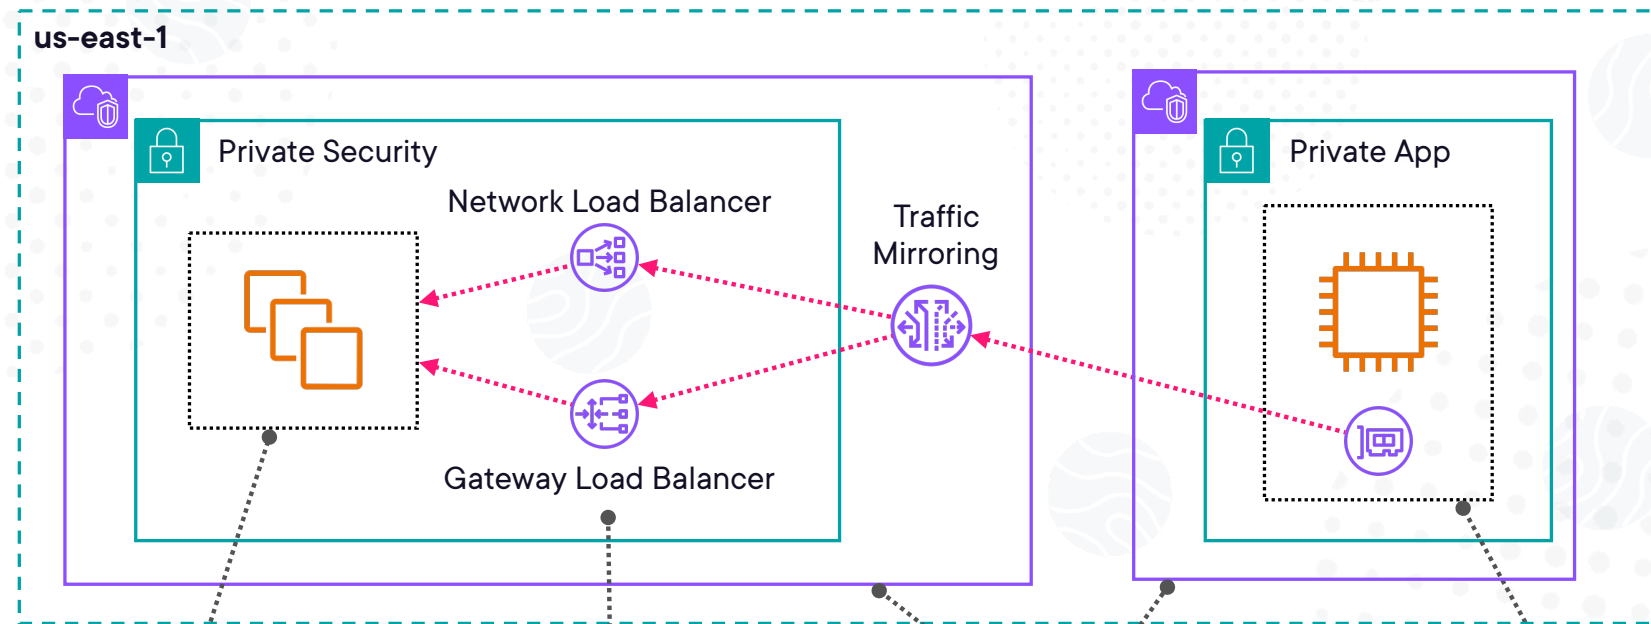 us-east-1
Private Security
Network Load Balancer
Gateway Load Balancer
Traffic
Mirroring
Private App